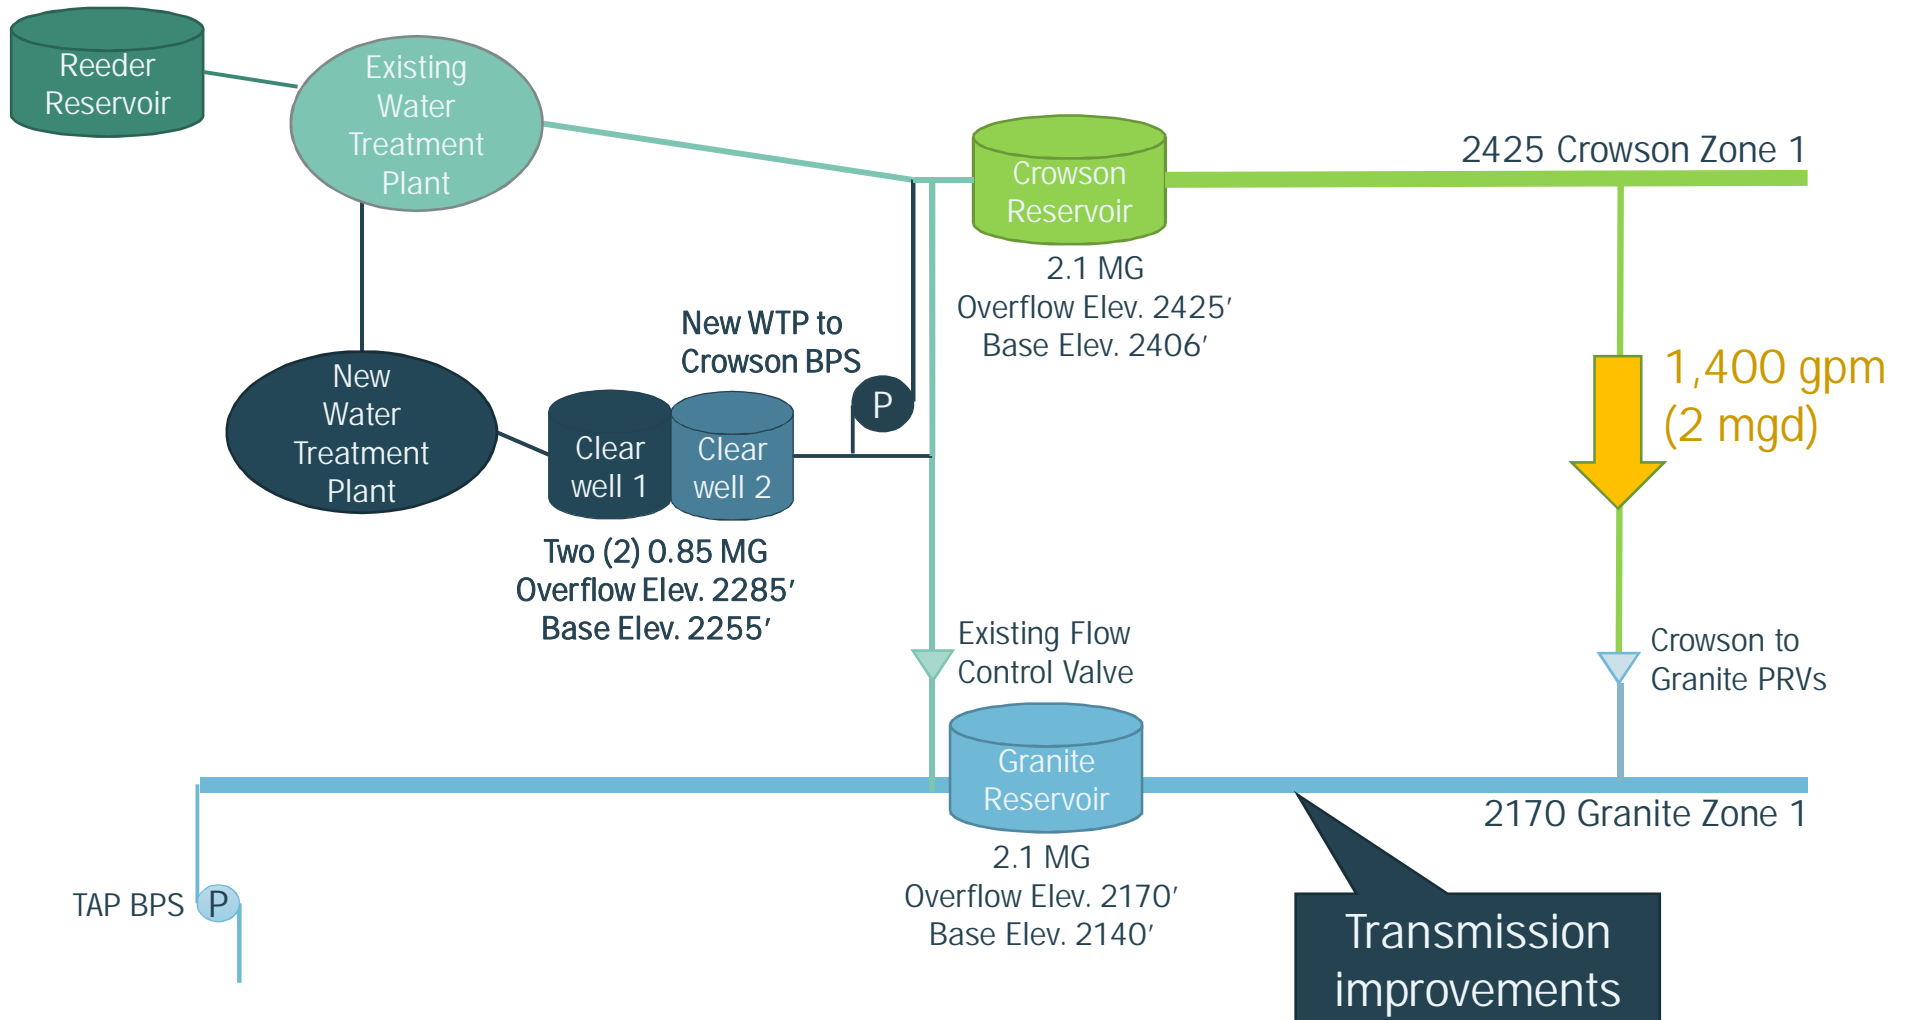 Reeder
Reservoir
Existing
Water
Treatment
Plant
Crowson
Reservoir
2425 Crowson Zone 1
2.1 MG
Overflow Elev. 2425'
Base Elev. 2406'
New WTP to
Crowson BPS
P
New
Water
Treatment
Plant
Clear
well 1
Clear
well 2
Two (2) 0.85 MG
Overflow Elev. 2285'
Base Elev. 2255'
1,400 gpm
(2 mgd)
Existing Flow
Control Valve
Crowson to
Granite PRVs
Granite
Reservoir
2170 Granite Zone 1
2.1 MG
Overflow Elev. 2170'
Base Elev. 2140'
TAP BPS
P
Transmission
improvements